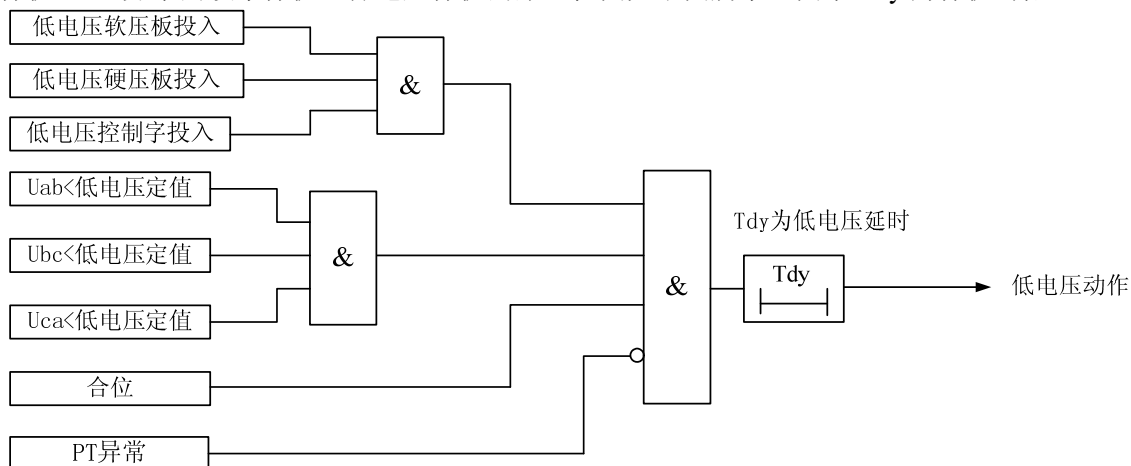 低电压软压板投入
低电压硬压板投入
&
低电压控制字投入
Uab<低电压定值
Ubc<低电压定值
&
Uca<低电压定值
合位
PT异常
&
Tdy为低电压延时
Tdy
低电压动作